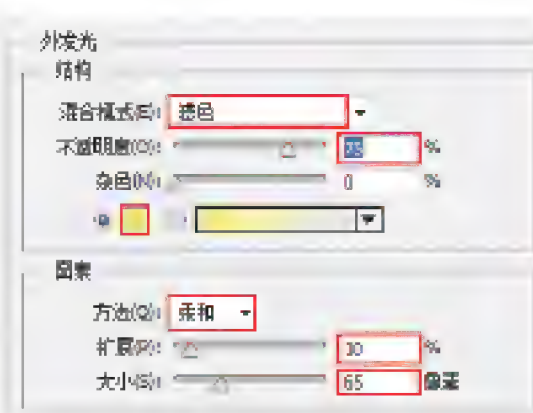 外发光
结构
混合模式(E): 滤色
不透明度(O): 75 %
杂色(N): 0 %
图素
方法(Q): 柔和
扩展(P): 10 %
大小(S): 65 像素